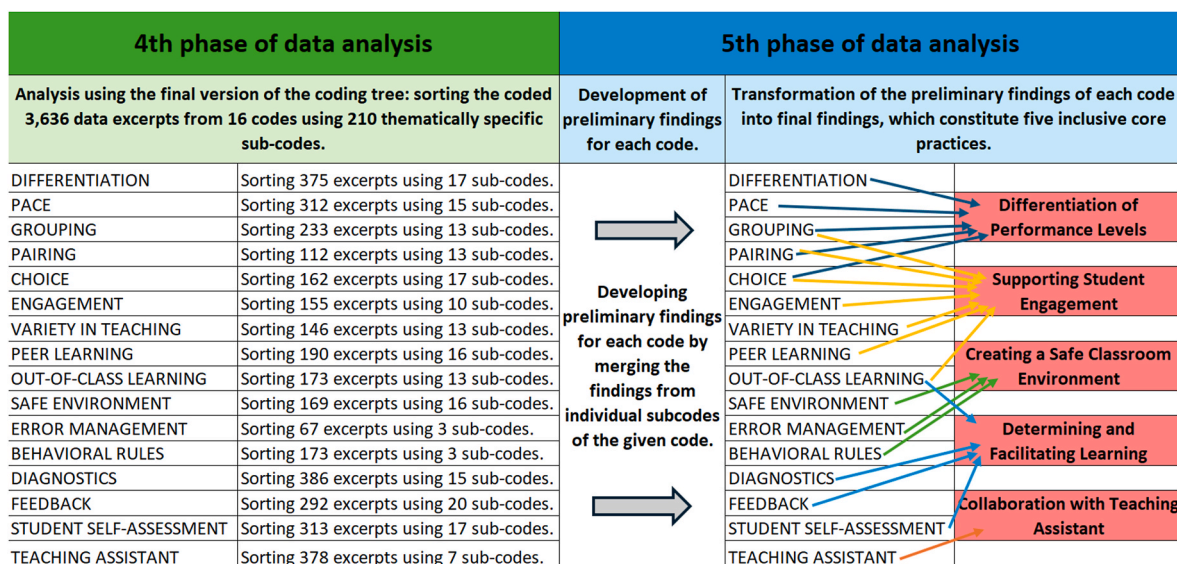 4th phase of data analysis
5th phase of data analysis
Analysis using the final version of the coding tree: sorting the coded
3,636 data excerpts from 16 codes using 210 thematically specific
sub-codes.
Development of
preliminary findings
for each code.
Transformation of the preliminary findings of each code
into final findings, which constitute five inclusive core
practices.
DIFFERENTIATION
Sorting 375 excerpts using 17 sub-codes.
PACE
Sorting 312 excerpts using 15 sub-codes.
GROUPING
Sorting 233 excerpts using 13 sub-codes.
PAIRING
Sorting 112 excerpts using 13 sub-codes.
CHOICE
Sorting 162 excerpts using 17 sub-codes.
ENGAGEMENT
Sorting 155 excerpts using 10 sub-codes.
VARIETY IN TEACHING
Sorting 146 excerpts using 13 sub-codes.
PEER LEARNING
Sorting 190 excerpts using 16 sub-codes.
OUT-OF-CLASS LEARNING
Sorting 173 excerpts using 13 sub-codes.
SAFE ENVIRONMENT
Sorting 169 excerpts using 16 sub-codes.
ERROR MANAGEMENT
Sorting 67 excerpts using 3 sub-codes.
BEHAVIORAL RULES
Sorting 173 excerpts using 3 sub-codes.
DIAGNOSTICS
Sorting 386 excerpts using 15 sub-codes.
FEEDBACK
Sorting 292 excerpts using 20 sub-codes.
STUDENT SELF-ASSESSMENT
Sorting 313 excerpts using 17 sub-codes.
TEACHING ASSISTANT
Sorting 378 excerpts using 7 sub-codes.
Developing
preliminary findings
for each code by
merging the
findings from
individual subcodes
of the given code.
DIFFERENTIATION
PACE
GROUPING
PAIRING
CHOICE
ENGAGEMENT
VARIETY IN TEACHING
PEER LEARNING
OUT-OF-CLASS LEARNING
SAFE ENVIRONMENT
ERROR MANAGEMENT
BEHAVIORAL RULES
DIAGNOSTICS
FEEDBACK
STUDENT SELF-ASSESSMENT
TEACHING ASSISTANT
Differentiation of
Performance Levels
Supporting Student
Engagement
Creating a Safe Classroom
Environment
Determining and
Facilitating Learning
Collaboration with Teaching
Assistant